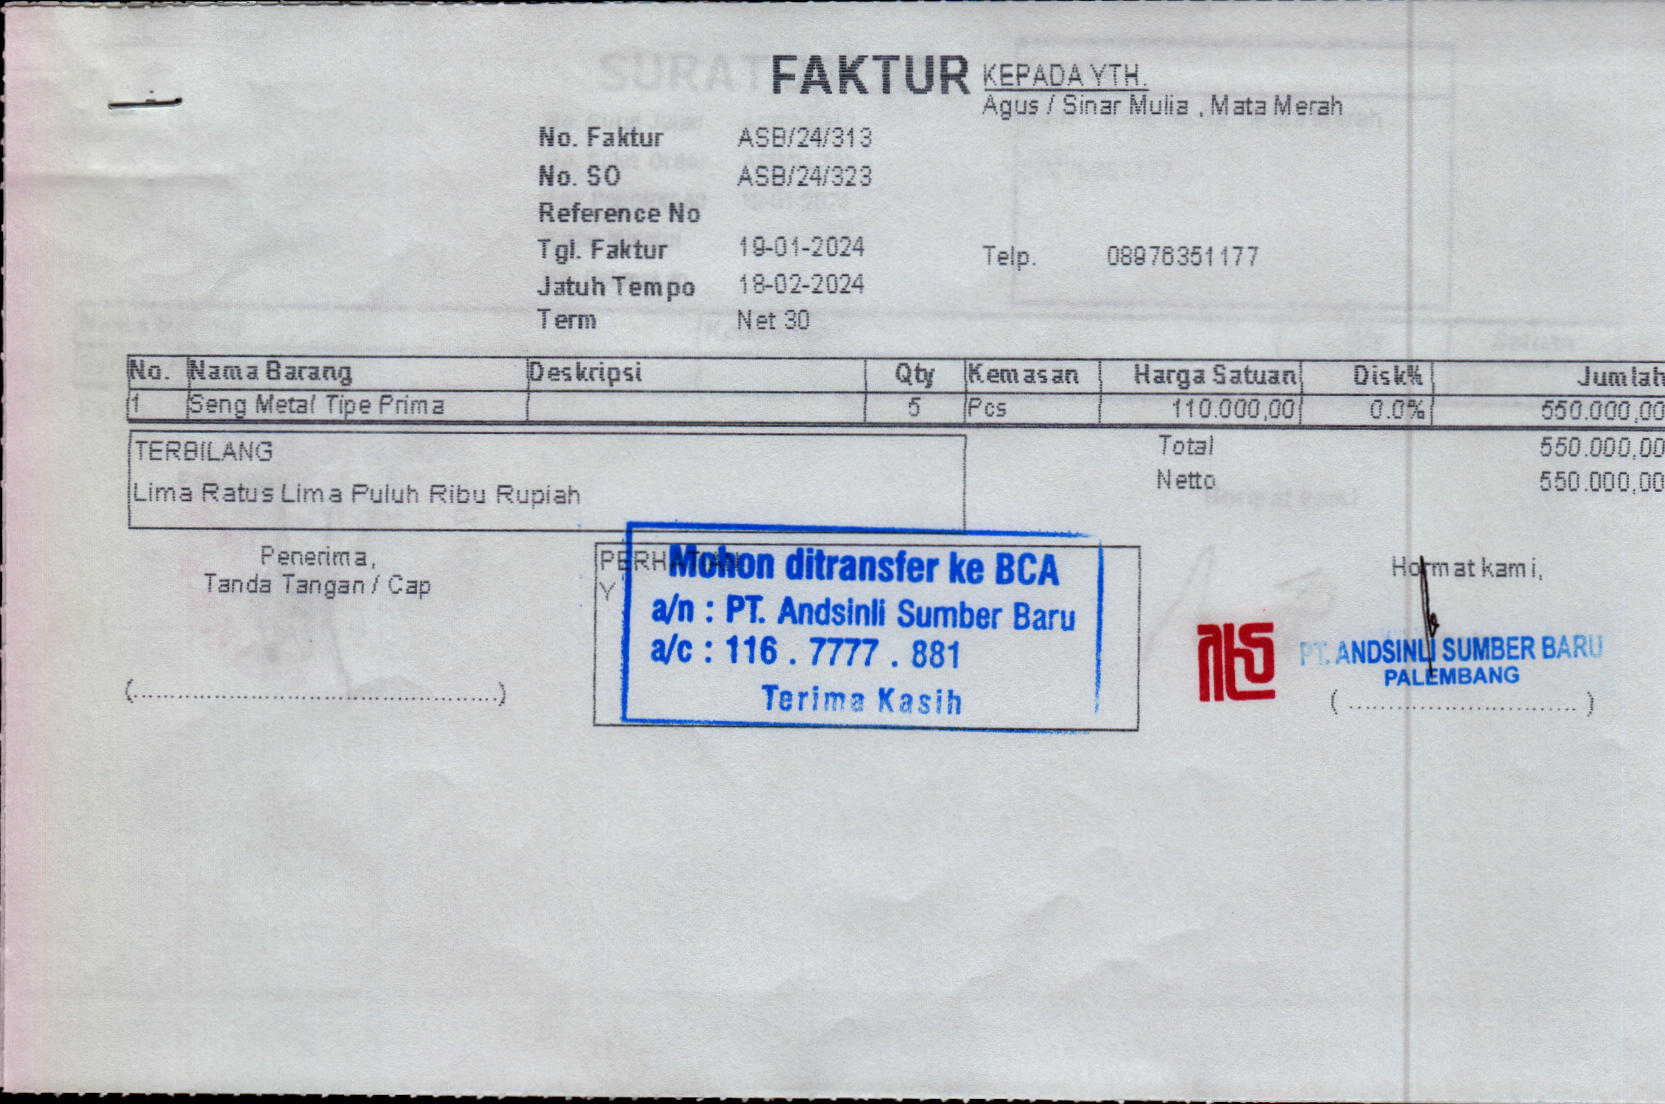 FAKTUR
KEPADA YTH.
Agus / Sinar Mulia , Mata Merah
No. Faktur ASB/24/313
No. SO ASB/24/323
Reference No
Tgl. Faktur 19-01-2024
Telp. 08976351177
Jatuh Tempo 18-02-2024
Term Net 30
No. Nama Barang Deskripsi Qty Kemasan Harga Satuan Disk% Jumlah
1 Seng Metal Tipe Prima 5 Pcs 110.000,00 0.0% 550.000,00
TERBILANG
Total 550.000,00
Lima Ratus Lima Puluh Ribu Rupiah
Netto 550.000,00
Penerima,
Tanda Tangan / Cap
(........................................)
PERHATIAN
Y
Mohon ditransfer ke BCA
a/n : PT. Andsinli Sumber Baru
a/c : 116 . 7777 . 881
Terima Kasih
Hormat kami,
PT. ANDSINLI SUMBER BARU
PALEMBANG
( ............................ )